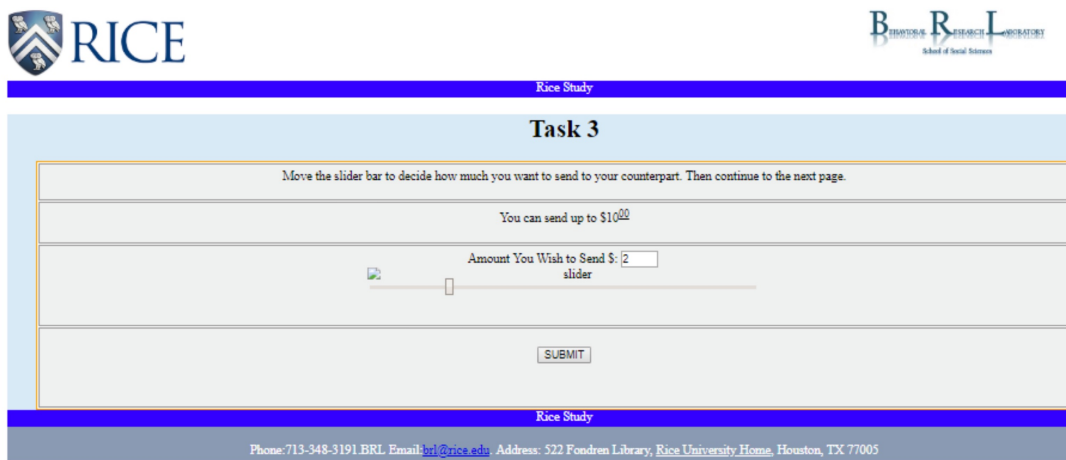 RICE
BEHAVIORAL RESEARCH LABORATORY
School of Social Sciences
Rice Study
Task 3
Move the slider bar to decide how much you want to send to your counterpart. Then continue to the next page.
You can send up to $1000
Amount You Wish to Send $: 2
slider
SUBMIT
Rice Study
Phone:713-348-3191.BRL Email:brl@rice.edu. Address: 522 Fondren Library, Rice University Home, Houston, TX 77005